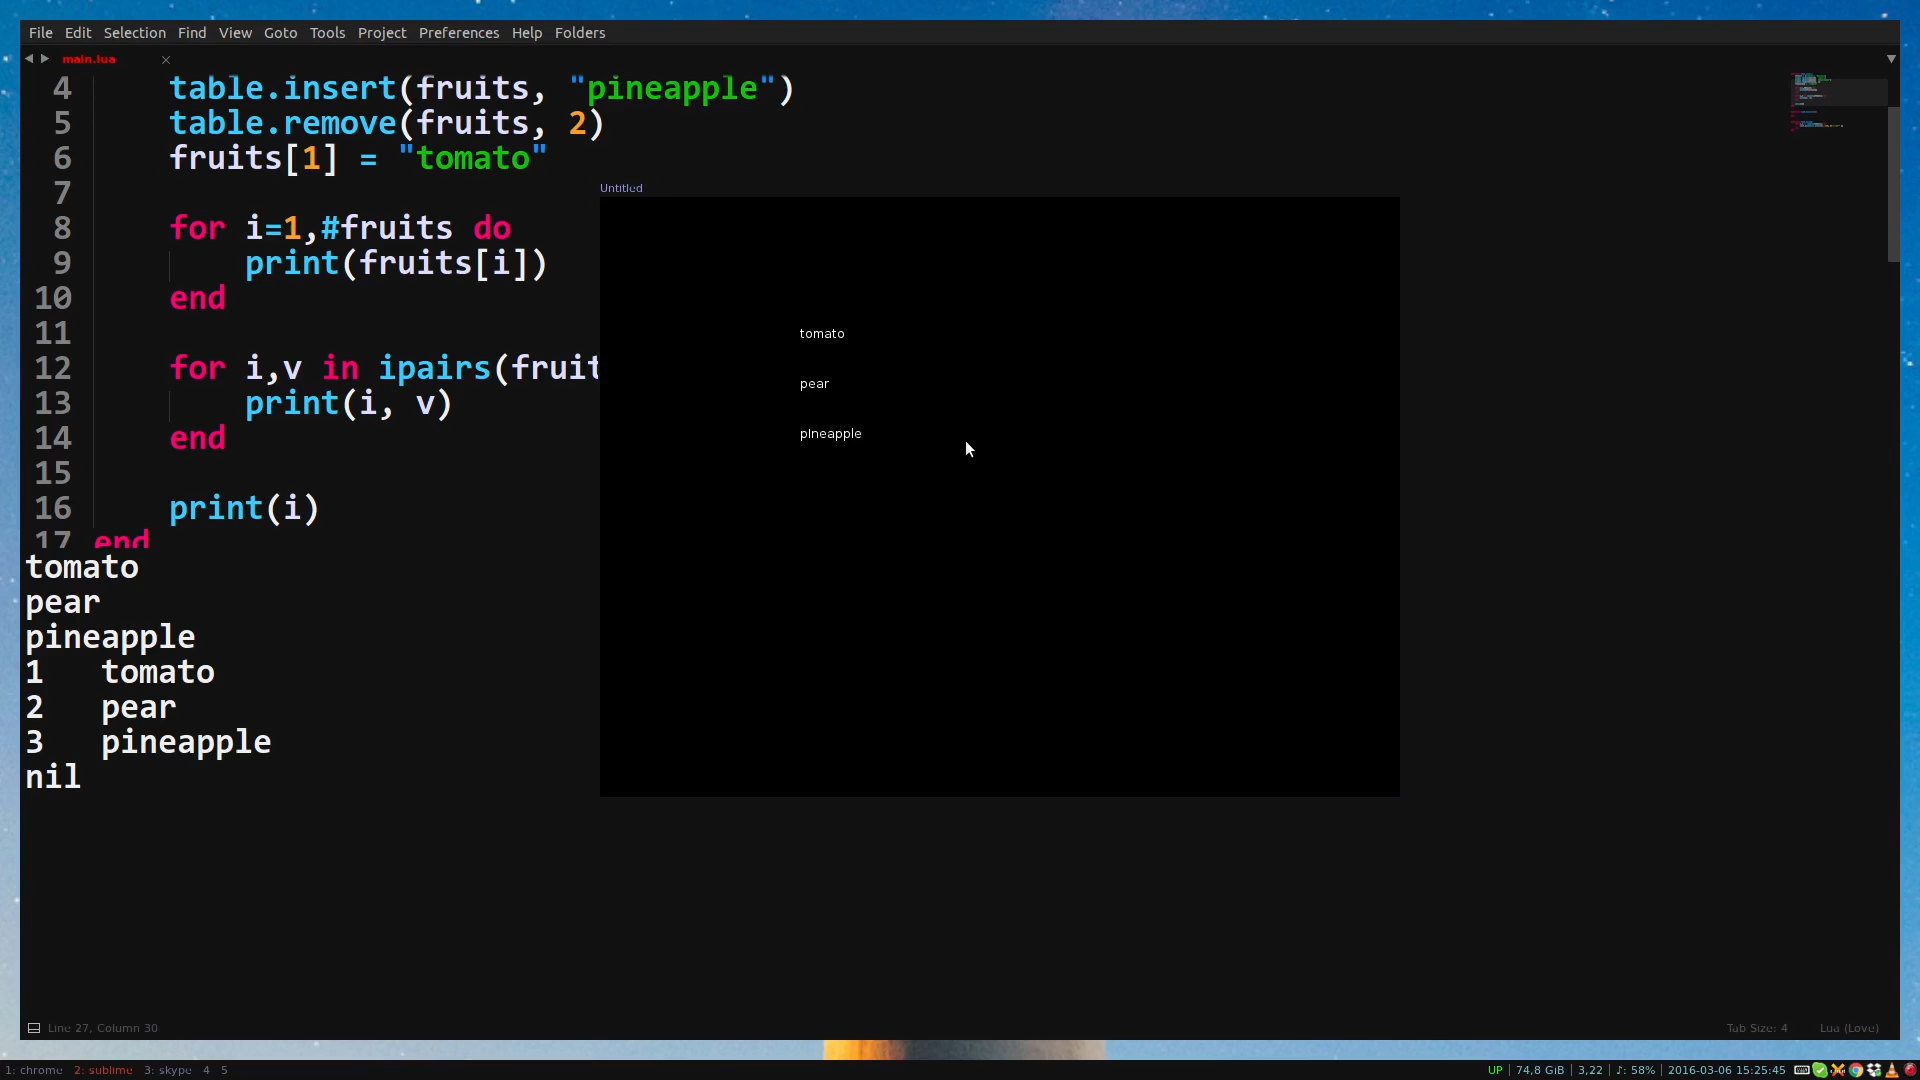 File Edit Selection Find View Goto Tools Project Preferences Help Folders
main.lua
4 table.insert(fruits, "pineapple")
5 table.remove(fruits, 2)
6 fruits[1] = "tomato"
7
8 for i=1,#fruits do
9 print(fruits[i])
10 end
11
12 for i,v in ipairs(fruit
13 print(i, v)
14 end
15
16 print(i)
17 end
Untitled
tomato
pear
pineapple
tomato
pear
pineapple
1 tomato
2 pear
3 pineapple
nil
Line 27, Column 30
Tab Size: 4 Lua (Love)
1: chrome 2: sublime 3: skype 4 5
UP | 74,8 GiB | 3,22 | ♪: 58% | 2016-03-06 15:25:45